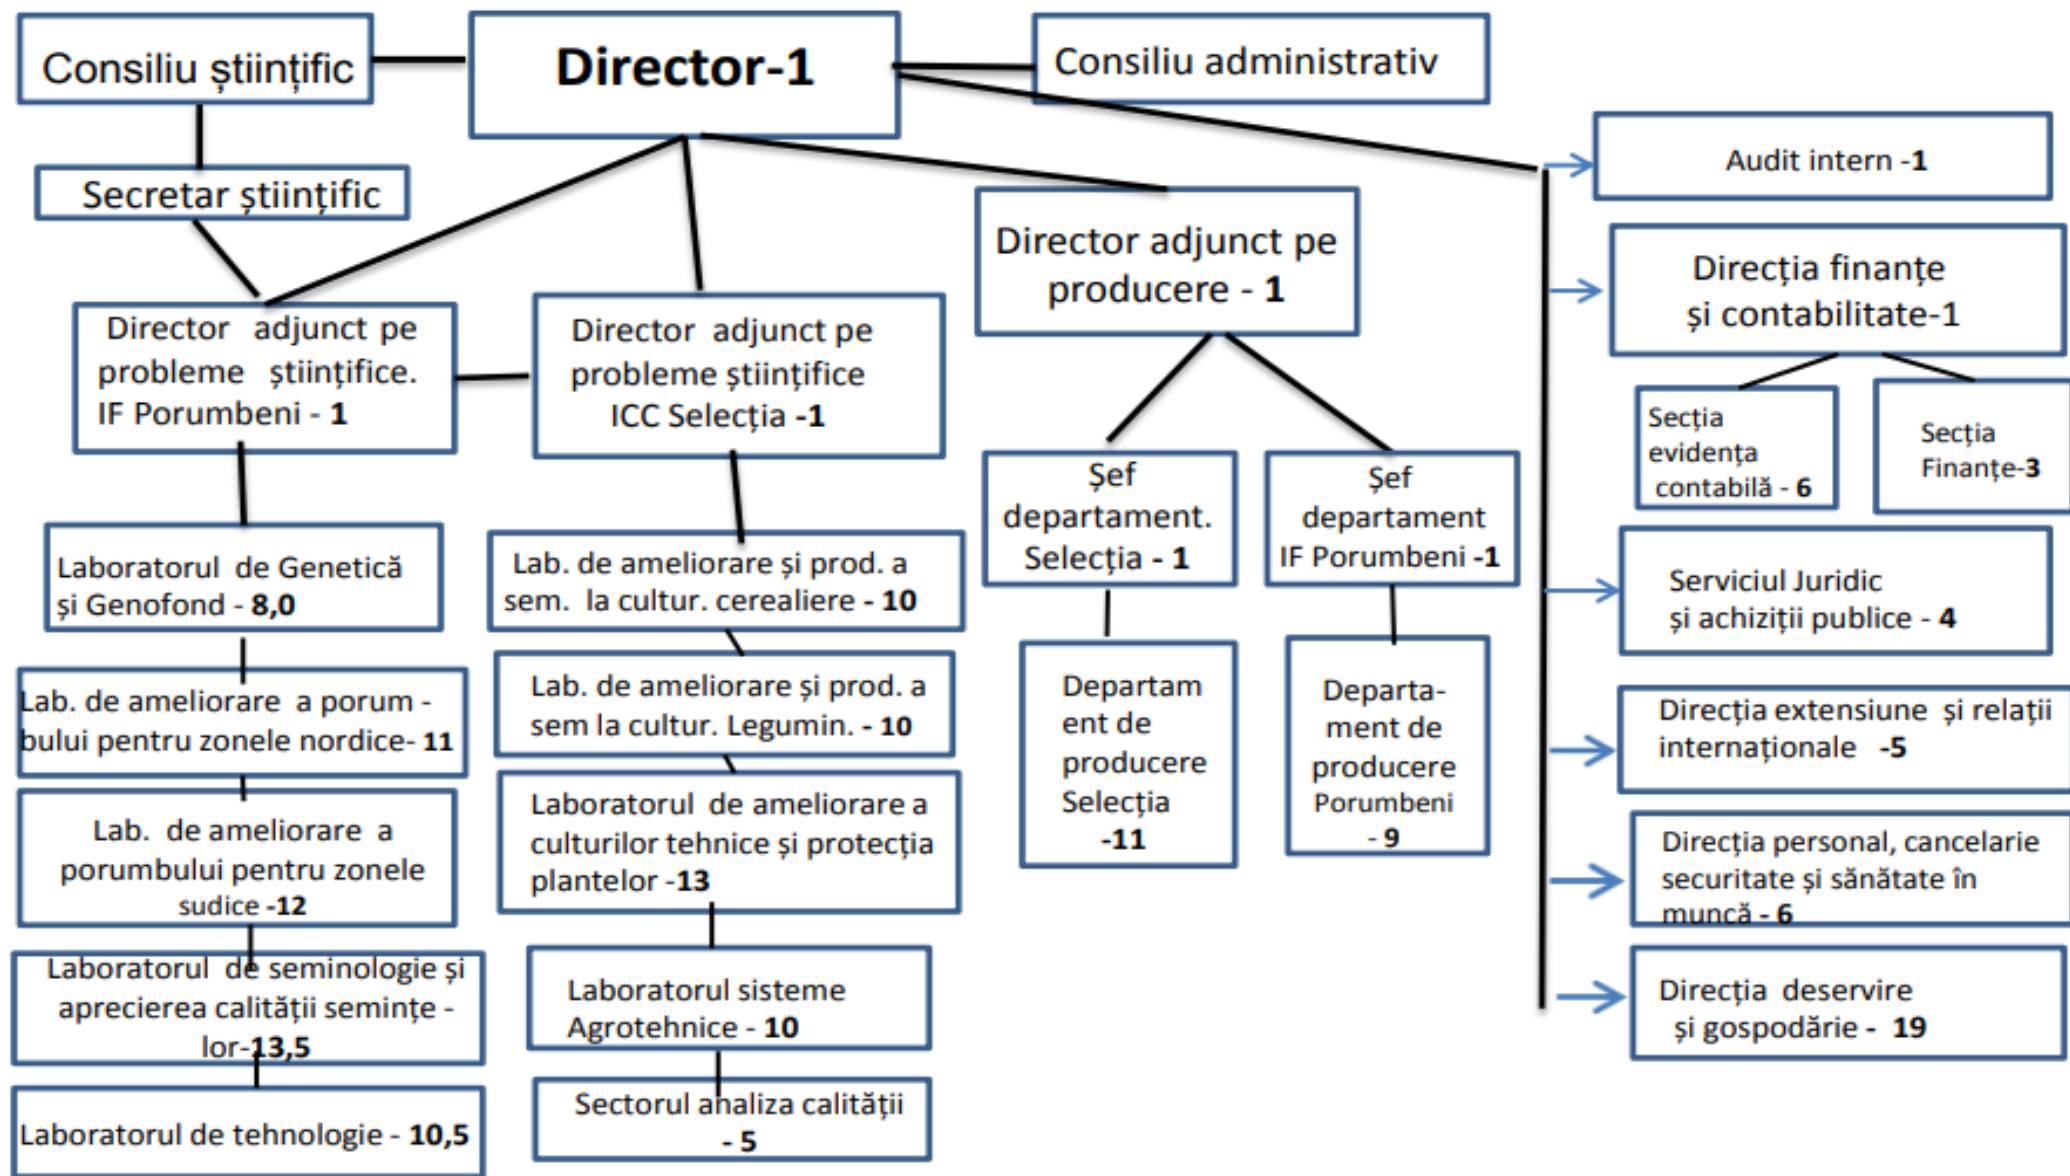 Consiliu științific
Director-1
Consiliu administrativ
Secretar științific
Director adjunct pe
probleme științifice.
IF Porumbeni - 1
Director adjunct pe
probleme științifice
ICC Selecția -1
Director adjunct pe
producere - 1
Laboratorul de Genetică
și Genofond - 8,0
Lab. de ameliorare a porum -
bului pentru zonele nordice- 11
Lab. de ameliorare a
porumbului pentru zonele
sudice -12
Laboratorul de seminologie și
aprecierea calității semințe -
lor-13,5
Laboratorul de tehnologie - 10,5
Lab. de ameliorare și prod. a
sem. la cultur. cerealiere - 10
Lab. de ameliorare și prod. a
sem la cultur. Legumin. - 10
Laboratorul de ameliorare a
culturilor tehnice și protecția
plantelor -13
Laboratorul sisteme
Agrotehnice - 10
Sectorul analiza calității
- 5
Șef
departament.
Selecția - 1
Departam
ent de
producere
Selecția
-11
Șef
departament
IF Porumbeni -1
Departa-
ment de
producere
Porumbeni
- 9
Audit intern -1
Direcția finanțe
și contabilitate-1
Secția
evidența
contabilă - 6
Secția
Finanțe-3
Serviciul Juridic
și achiziții publice - 4
Direcția extensiune și relații
internaționale -5
Direcția personal, cancelarie
securitate și sănătate în
muncă - 6
Direcția deservire
și gospodărie - 19